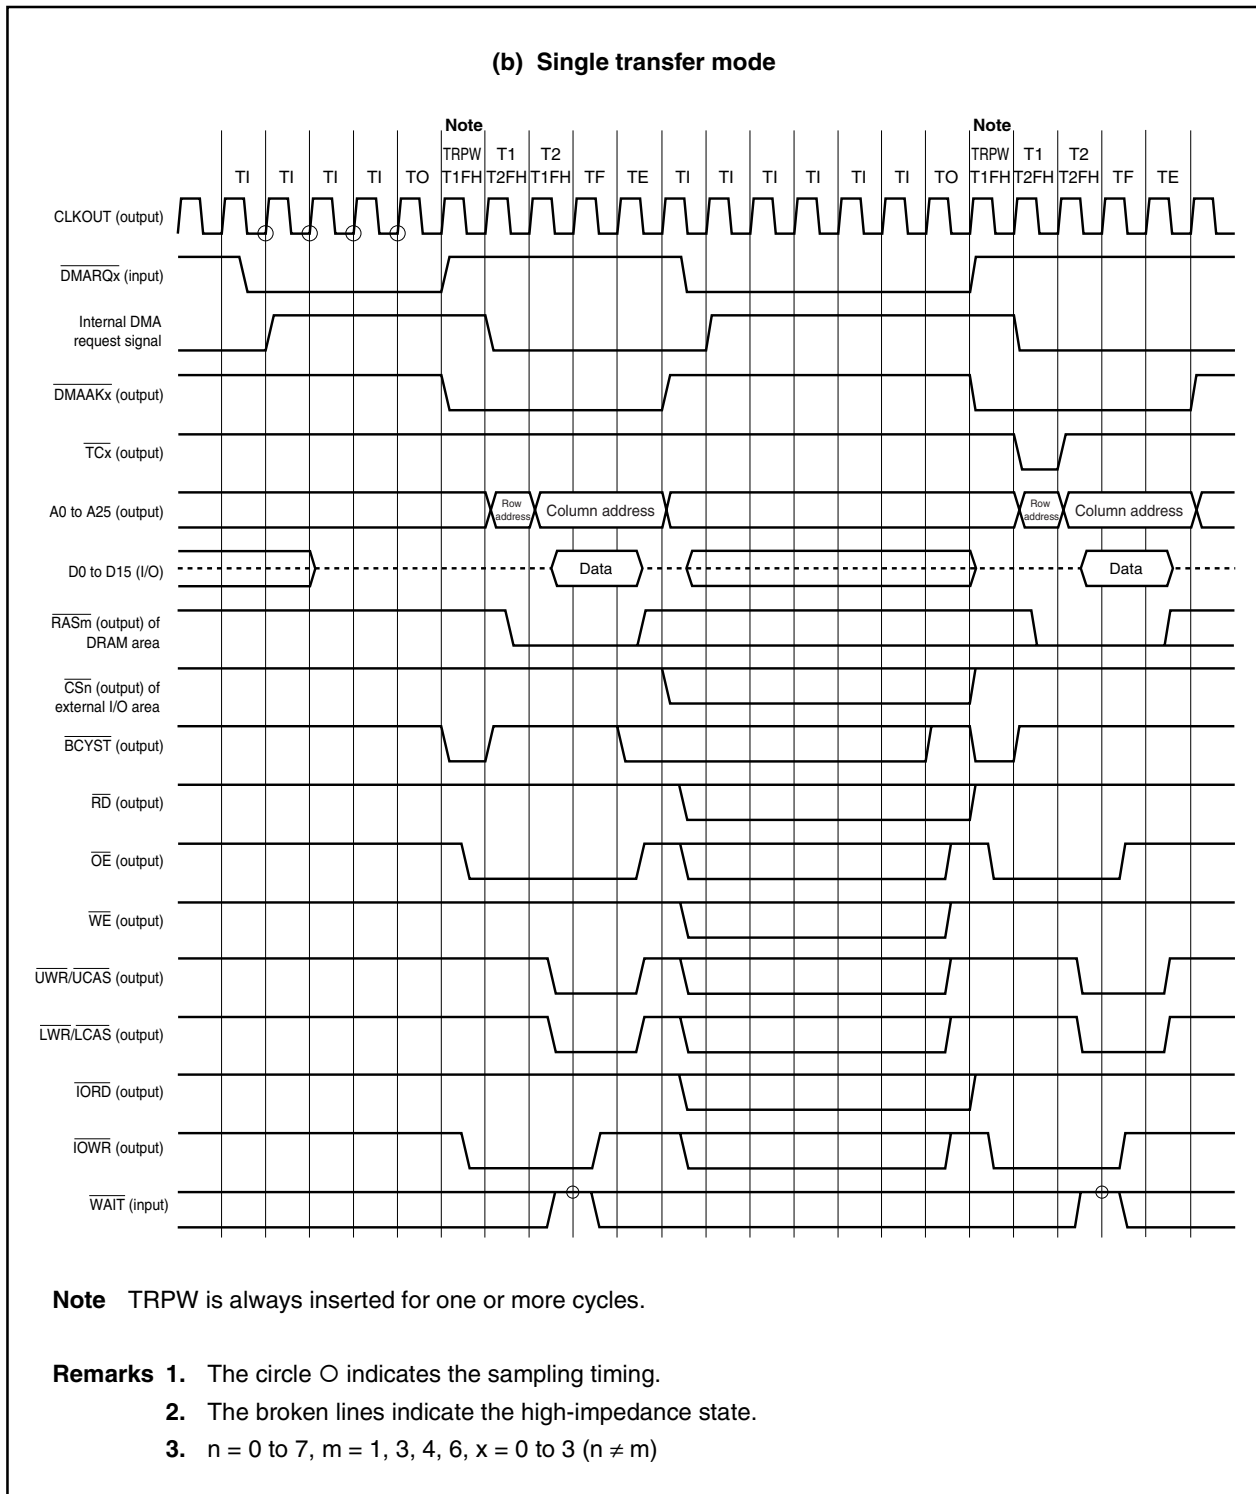 (b) Single transfer mode
Note Note
TRPW T1 T2 TRPW T1 T2
TI TI TI TI TO T1FH T2FH T1FH TF TE TI TI TI TI TI TI TO T1FH T2FH T2FH TF TE
CLKOUT (output)
DMARQx (input)
Internal DMA
request signal
DMAAKx (output)
TCx (output)
A0 to A25 (output)
Row
address
Column address
Row
address
Column address
D0 to D15 (I/O)
Data Data
RASm (output) of
DRAM area
CSn (output) of
external I/O area
BCYST (output)
RD (output)
OE (output)
WE (output)
UWR/UCAS (output)
LWR/LCAS (output)
IORD (output)
IOWR (output)
WAIT (input)
Note TRPW is always inserted for one or more cycles.
Remarks 1. The circle O indicates the sampling timing.
2. The broken lines indicate the high-impedance state.
3. n = 0 to 7, m = 1, 3, 4, 6, x = 0 to 3 (n ≠ m)